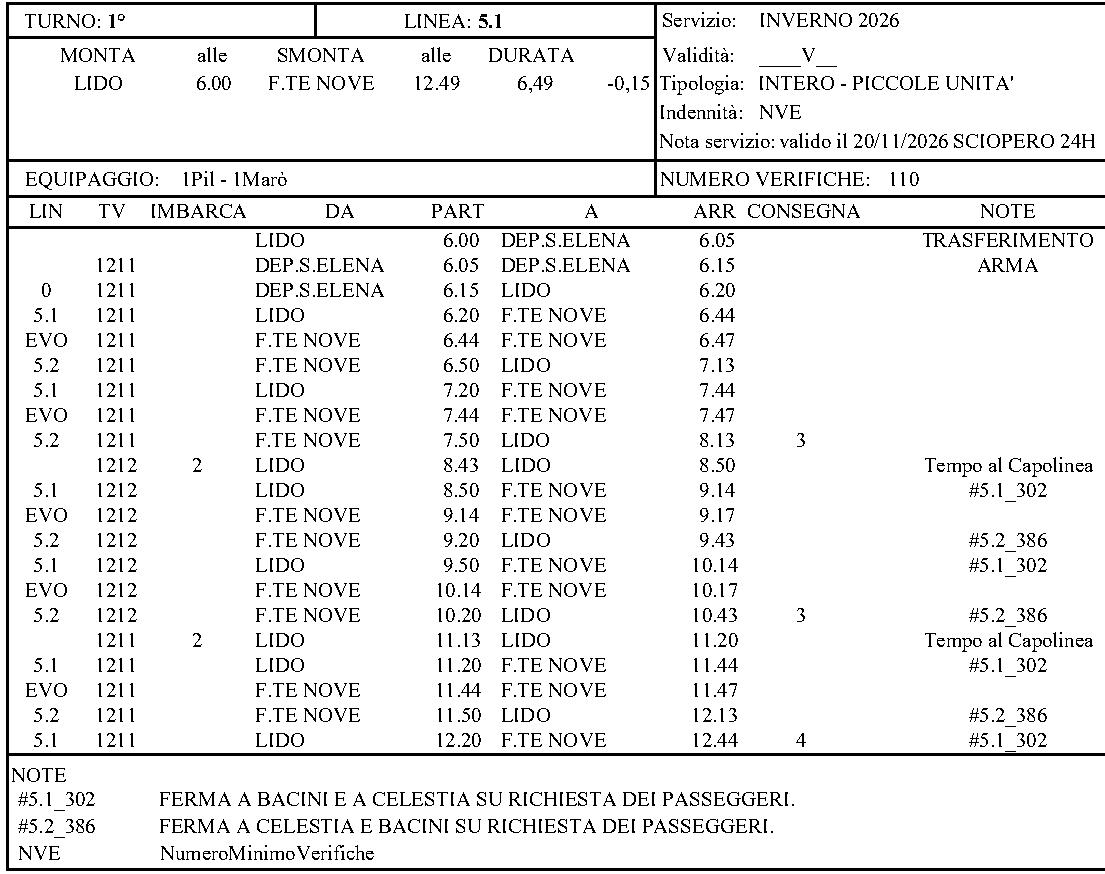 TURNO: 1° LINEA: 5.1
Servizio: INVERNO 2026
MONTA alle SMONTA alle DURATA
Validità: ____V__
LIDO 6.00 F.TE NOVE 12.49 6,49 -0,15
Tipologia: INTERO - PICCOLE UNITA'
Indennità: NVE
Nota servizio: valido il 20/11/2026 SCIOPERO 24H
EQUIPAGGIO: 1Pil - 1Marò
NUMERO VERIFICHE: 110
LIN TV IMBARCA DA PART A ARR CONSEGNA NOTE
LIDO 6.00 DEP.S.ELENA 6.05 TRASFERIMENTO
1211 DEP.S.ELENA 6.05 DEP.S.ELENA 6.15 ARMA
0 1211 DEP.S.ELENA 6.15 LIDO 6.20
5.1 1211 LIDO 6.20 F.TE NOVE 6.44
EVO 1211 F.TE NOVE 6.44 F.TE NOVE 6.47
5.2 1211 F.TE NOVE 6.50 LIDO 7.13
5.1 1211 LIDO 7.20 F.TE NOVE 7.44
EVO 1211 F.TE NOVE 7.44 F.TE NOVE 7.47
5.2 1211 F.TE NOVE 7.50 LIDO 8.13 3
1212 2 LIDO 8.43 LIDO 8.50 Tempo al Capolinea
5.1 1212 LIDO 8.50 F.TE NOVE 9.14 #5.1_302
EVO 1212 F.TE NOVE 9.14 F.TE NOVE 9.17
5.2 1212 F.TE NOVE 9.20 LIDO 9.43 #5.2_386
5.1 1212 LIDO 9.50 F.TE NOVE 10.14 #5.1_302
EVO 1212 F.TE NOVE 10.14 F.TE NOVE 10.17
5.2 1212 F.TE NOVE 10.20 LIDO 10.43 3 #5.2_386
1211 2 LIDO 11.13 LIDO 11.20 Tempo al Capolinea
5.1 1211 LIDO 11.20 F.TE NOVE 11.44 #5.1_302
EVO 1211 F.TE NOVE 11.44 F.TE NOVE 11.47
5.2 1211 F.TE NOVE 11.50 LIDO 12.13 #5.2_386
5.1 1211 LIDO 12.20 F.TE NOVE 12.44 4 #5.1_302
NOTE
#5.1_302 FERMA A BACINI E A CELESTIA SU RICHIESTA DEI PASSEGGERI.
#5.2_386 FERMA A CELESTIA E BACINI SU RICHIESTA DEI PASSEGGERI.
NVE NumeroMinimoVerifiche